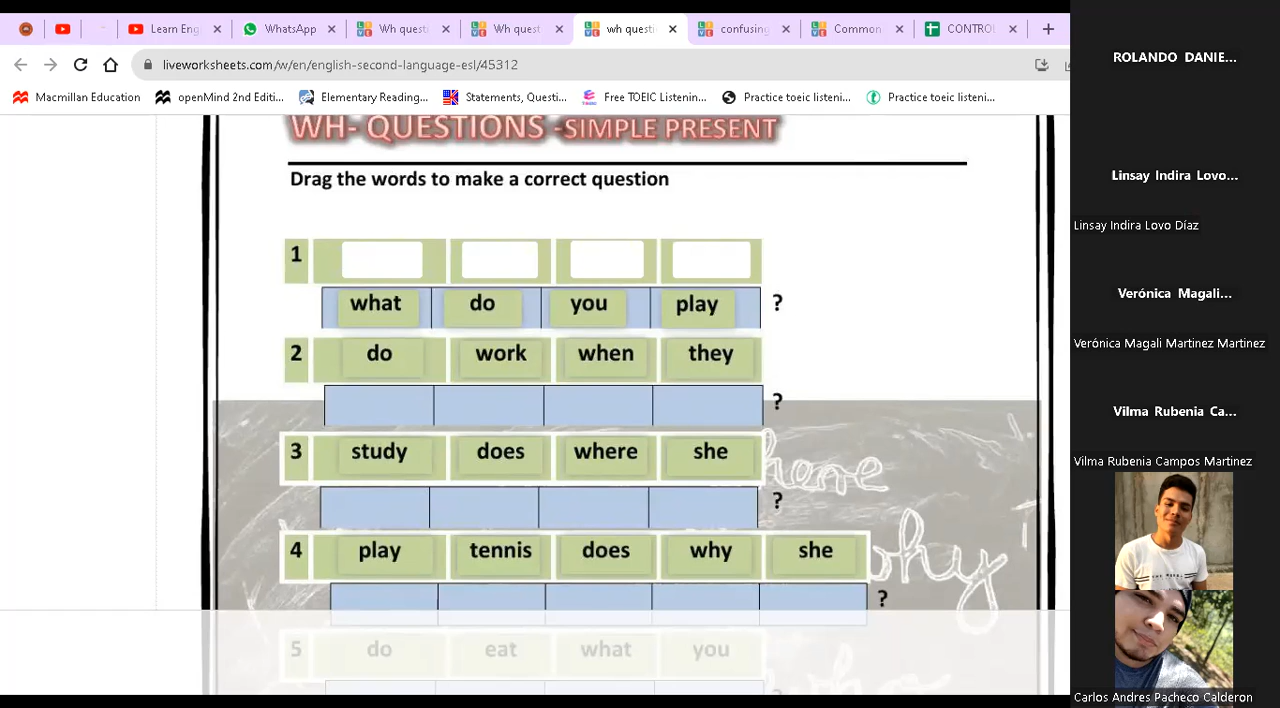 Learn Eng
WhatsApp
Wh quest
Wh quest
wh questi
confusing
Common
CONTRO
liveworksheets.com/w/en/english-second-language-esl/45312
Macmillan Education
openMind 2nd Editi...
Elementary Reading...
Statements, Questi...
Free TOEIC Listenin...
Practice toeic listeni...
Practice toeic listeni...
WH- QUESTIONS -SIMPLE PRESENT
Drag the words to make a correct question
1
what do you play ?
2 do work when they
?
3 study does where she
here
?
4 play tennis does why she
why
?
5 do eat what you
ROLANDO DANIE...
Linsay Indira Lovo...
Linsay Indira Lovo Díaz
Verónica Magali...
Verónica Magali Martinez Martinez
Vilma Rubenia Ca...
Vilma Rubenia Campos Martinez
Carlos Andres Pacheco Calderon